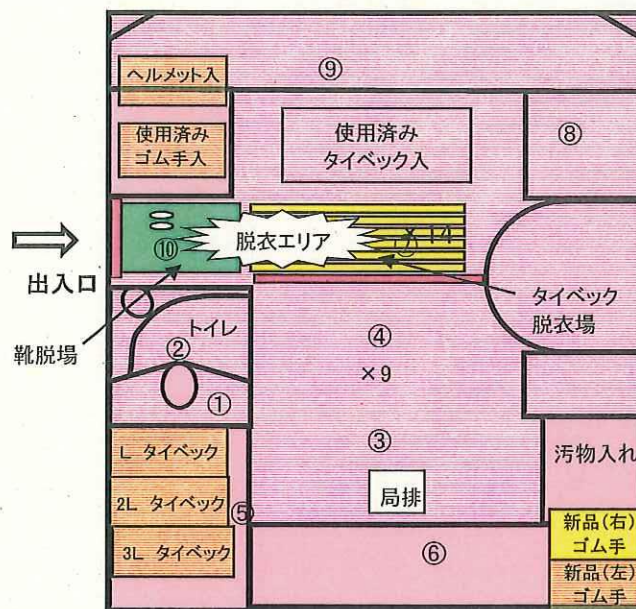 ⑨
ヘルメット入
使用済み
ゴム手入
使用済み
タイベック入
⑧
脱衣エリア
⑩
⑦
×14
出入口
靴脱場
タイベック
脱衣場
トイレ
②
①
④
×9
③
局排
L タイベック
2L タイベック
3L タイベック
⑤
⑥
汚物入れ
新品(右)
ゴム手
新品(左)
ゴム手